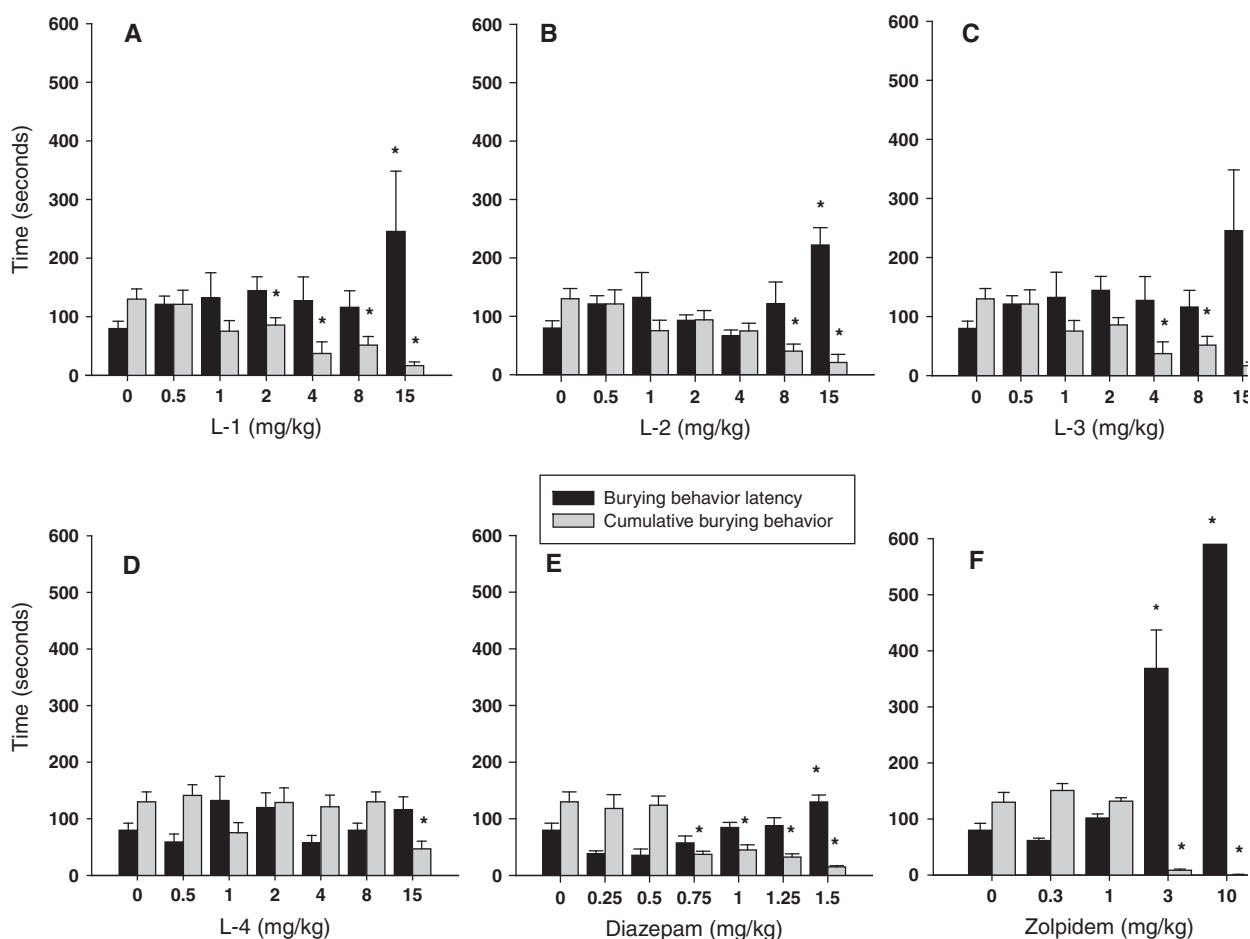 A
B
C
Time (seconds)
600
500
400
300
200
100
0
*
*
*
*
*
0 0.5 1 2 4 8 15
L-1 (mg/kg)
600
500
400
300
200
100
0
*
*
*
0 0.5 1 2 4 8 15
L-2 (mg/kg)
600
500
400
300
200
100
0
*
*
0 0.5 1 2 4 8 15
L-3 (mg/kg)
Burying behavior latency
Cumulative burying behavior
D
E
F
Time (seconds)
600
500
400
300
200
100
0
*
0 0.5 1 2 4 8 15
L-4 (mg/kg)
600
500
400
300
200
100
0
*
*
*
*
*
0 0.25 0.5 0.75 1 1.25 1.5
Diazepam (mg/kg)
600
500
400
300
200
100
0
*
*
*
*
0 0.3 1 3 10
Zolpidem (mg/kg)